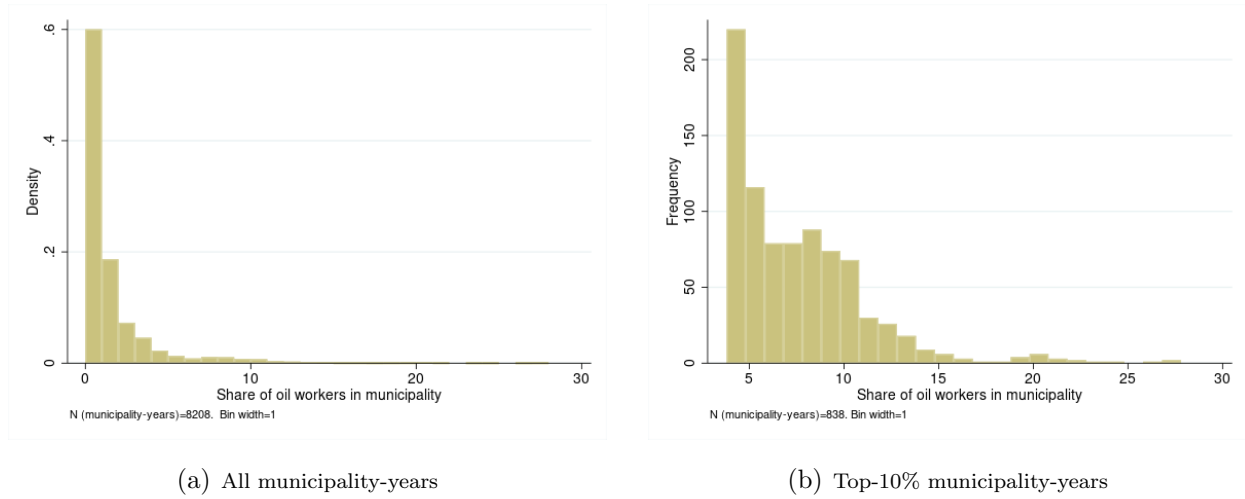 .6
.4
.2
0
Density
0
10
20
30
Share of oil workers in municipality
N (municipality-years)=8208. Bin width=1
(a) All municipality-years
200
150
100
50
0
Frequency
5
10
15
20
25
30
Share of oil workers in municipality
N (municipality-years)=838. Bin width=1
(b) Top-10% municipality-years